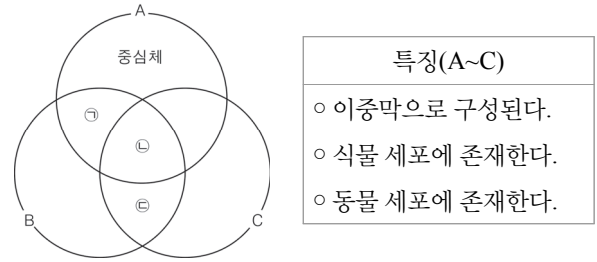 A
중심체
㉠
㉡
㉢
B
C
특징(A~C)
○ 이중막으로 구성된다.
○ 식물 세포에 존재한다.
○ 동물 세포에 존재한다.